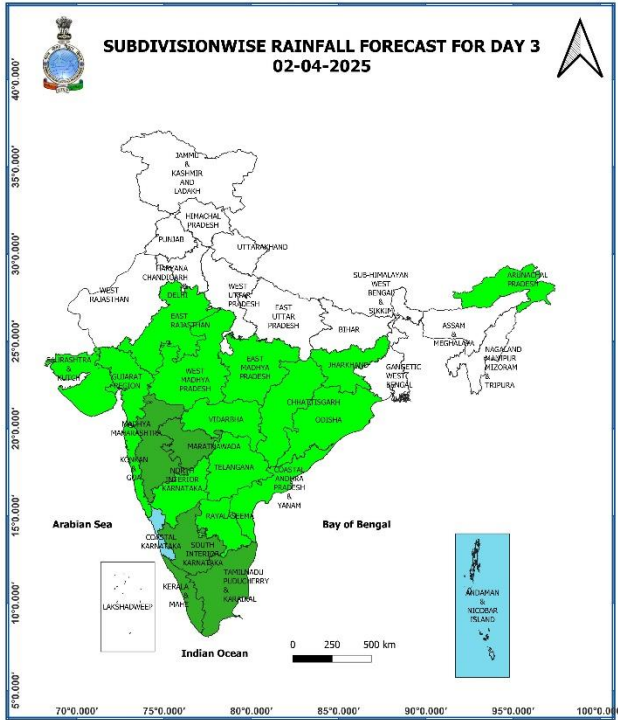 SUBDIVISIONWISE RAINFALL FORECAST FOR DAY 3
02-04-2025
40°0.000'
35°0.000'
30°0.000'
25°0.000'
20°0.000'
15°0.000'
10°0.000'
5°0.000'
JAMMU
&
KASHMIR
AND
LADAKH
HIMACHAL
PRADESH
PUNJAB
UTTARAKHAND
HARYANA
CHANDIGARH
&
DELHI
WEST
RAJASTHAN
WEST
UTTAR
PRADESH
EAST
RAJASTHAN
EAST
UTTAR
PRADESH
SUB-HIMALAYAN
WEST
BENGAL
&
SIKKIM
ARUNACHAL
PRADESH
BIHAR
ASSAM
&
MEGHALAYA
NAGALAND
MANIPUR
MIZORAM
&
TRIPURA
SAURASHTRA
&
KUTCH
GUJARAT
REGION
WEST
MADHYA
PRADESH
EAST
MADHYA
PRADESH
JHARKHAND
GANGETIC
WEST
BENGAL
CHHATTISGARH
ODISHA
VIDARBHA
MADHYA
MAHARASHTRA
MARATHWADA
KONKAN
&
GOA
NORTH
INTERIOR
KARNATAKA
TELANGANA
COASTAL
ANDHRA
PRADESH
&
YANAM
RAYALASEEMA
Arabian Sea
Bay of Bengal
COASTAL
KARNATAKA
SOUTH
INTERIOR
KARNATAKA
TAMILNADU
PUDUCHERRY
&
KARAIKAL
KERALA
&
MAHE
LAKSHADWEEP
ANDAMAN
&
NICOBAR
ISLAND
Indian Ocean
0 250 500 km
70°0.000' 75°0.000' 80°0.000' 85°0.000' 90°0.000' 95°0.000' 100°0.000'